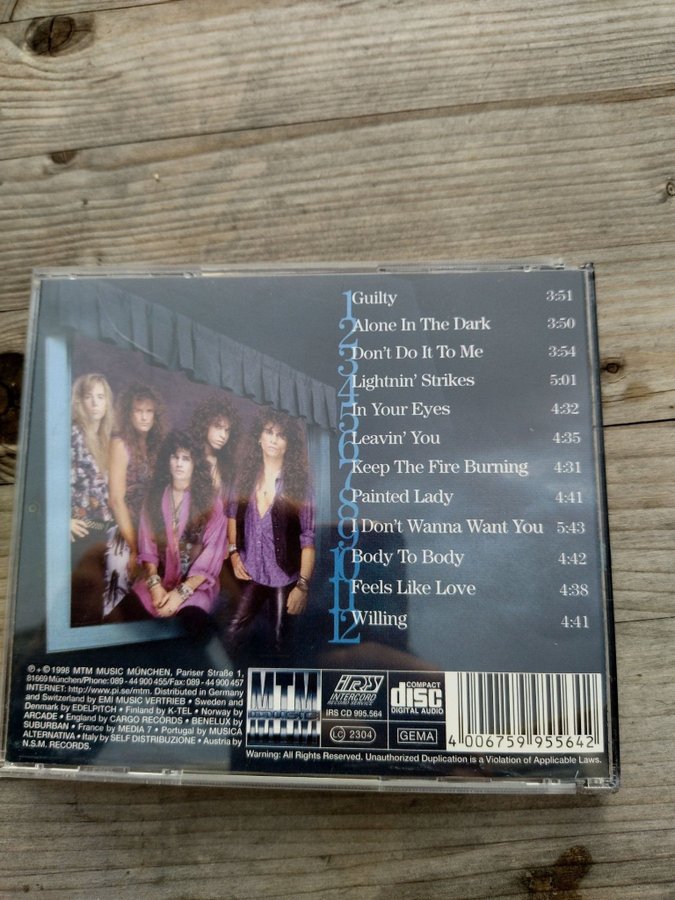 1 Guilty 3:51
2 Alone In The Dark 3:50
3 Don't Do It To Me 3:54
4 Lightnin' Strikes 5:01
5 In Your Eyes 4:32
6 Leavin' You 4:35
7 Keep The Fire Burning 4:31
8 Painted Lady 4:41
9 I Don't Wanna Want You 5:43
10 Body To Body 4:42
11 Feels Like Love 4:38
12 Willing 4:41
℗ + © 1998 MTM MUSIC MÜNCHEN, Pariser Straße 1,
81669 München/Phone: 089 - 44 900 455/Fax: 089 - 44 900 457
INTERNET: http://www.pi.se/mtm. Distributed in Germany
and Switzerland by EMI MUSIC VERTRIEB • Sweden and
Denmark by EDELPITCH • Finland by K-TEL • Norway by
ARCADE • England by CARGO RECORDS • BENELUX by
SUBURBAN • France by MEDIA 7 • Portugal by MUSICA
ALTERNATIVA • Italy by SELF DISTRIBUZIONE • Austria by
N.S.M. RECORDS.
MTM
MUSIC
IRS
INTERCORD
RECORD SERVICE
IRS CD 995.564
LC 2304
COMPACT
disc
DIGITAL AUDIO
GEMA
4 006759 955642
Warning: All Rights Reserved. Unauthorized Duplication is a Violation of Applicable Laws.